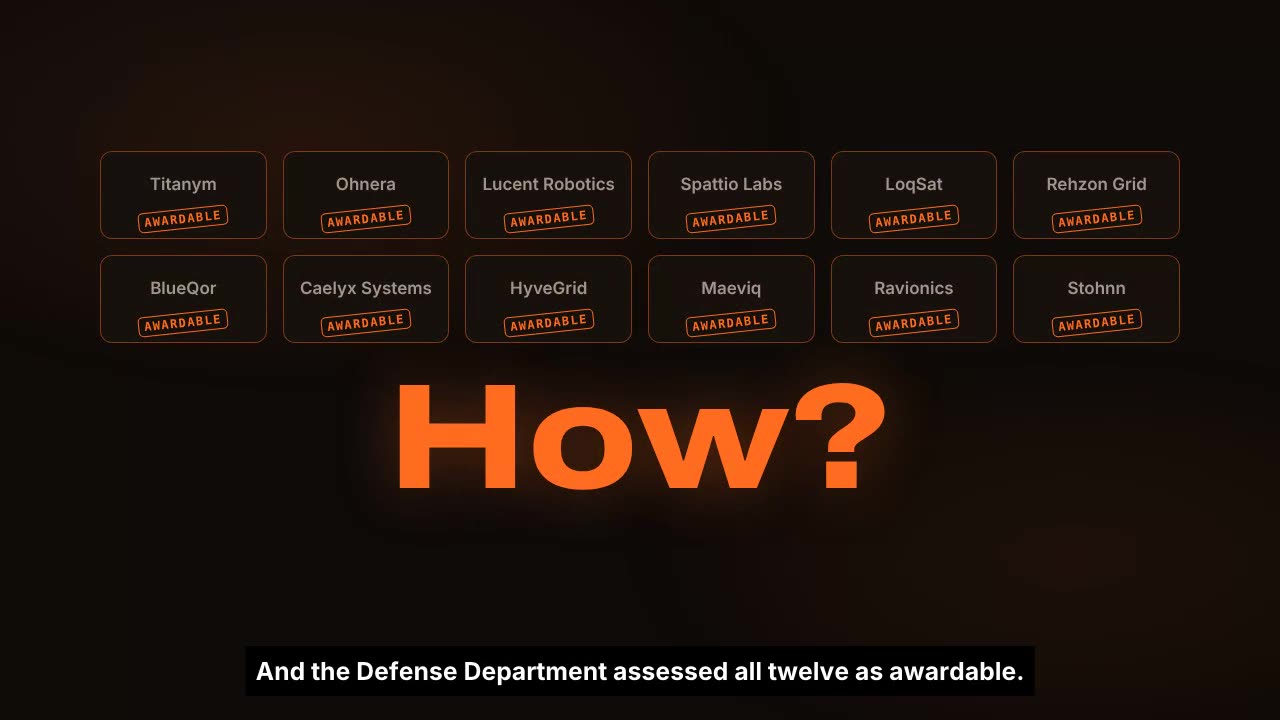 Titanym Ohnera Lucent Robotics Spattio Labs LoqSat Rehzon Grid
AWARDABLE AWARDABLE AWARDABLE AWARDABLE AWARDABLE AWARDABLE
BlueQor Caelyx Systems HyveGrid Maeviq Ravionics Stohnn
AWARDABLE AWARDABLE AWARDABLE AWARDABLE AWARDABLE AWARDABLE
How?
And the Defense Department assessed all twelve as awardable.